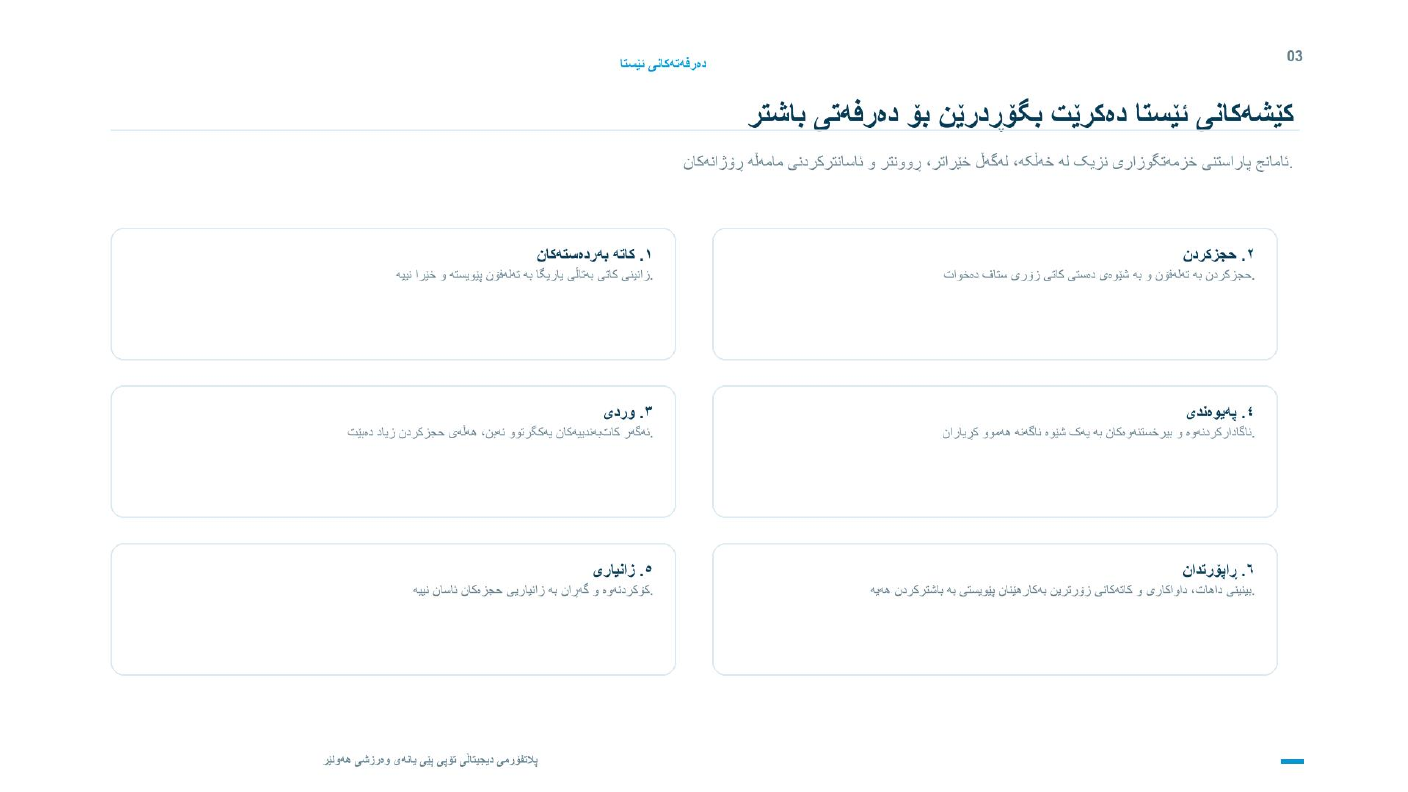 03
دەرفەتەکانی ئێستا
کێشەکانی ئێستا دەکرێت بگۆڕدرێن بۆ دەرفەتی باشتر
ئامانج پاراستنی خزمەتگوزاری نزیک لە خەڵکە، لەگەڵ خێراتر، ڕوونتر و ئاسانترکردنی مامەڵە ڕۆژانەکان.
١. کاتە بەردەستەکان
زانینی کاتی بەتاڵی یاریگا بە تەلەفۆن پێویستە و خێرا نییە.
٢. حجزکردن
حجزکردن بە تەلەفۆن و بە شێوەی دەستی کاتی زۆری ستاف دەخوات.
٣. وردی
ئەگەر کات‌بەندییەکان یەکگرتوو نەبن، هەڵەی حجزکردن زیاد دەبێت.
٤. پەیوەندی
ئاگادارکردنەوە و بیرخستنەوەکان بە یەک شێوە ناگەنە هەموو کڕیاران.
٥. زانیاری
کۆکردنەوە و گەڕان بە زانیاریی حجزەکان ئاسان نییە.
٦. ڕاپۆرتدان
بینینی داهات، داواکاری و کاتەکانی زۆرترین بەکارهێنان پێویستی بە باشترکردن هەیە.
پلاتفۆرمی دیجیتاڵی تۆپی پێی یانەی وەرزشی هەولێر